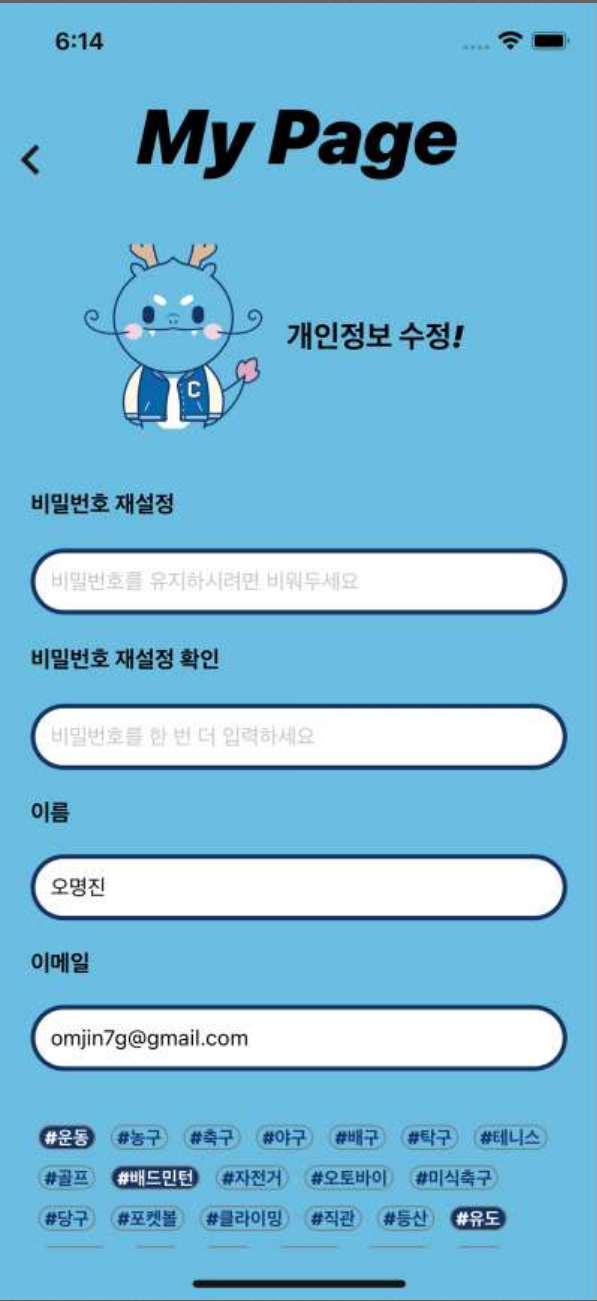 6:14
My Page
개인정보 수정!
C
비밀번호 재설정
비밀번호를 유지하시려면 비워두세요
비밀번호 재설정 확인
비밀번호를 한 번 더 입력하세요
이름
오명진
이메일
omjin7g@gmail.com
#운동 #농구 #축구 #야구 #배구 #탁구 #테니스
#골프 #배드민턴 #자전거 #오토바이 #미식축구
#당구 #포켓볼 #클라이밍 #직관 #등산 #유도